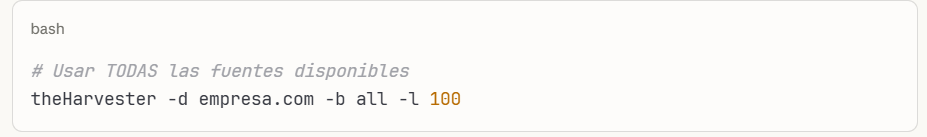 bash
# Usar TODAS las fuentes disponibles
theHarvester -d empresa.com -b all -l 100